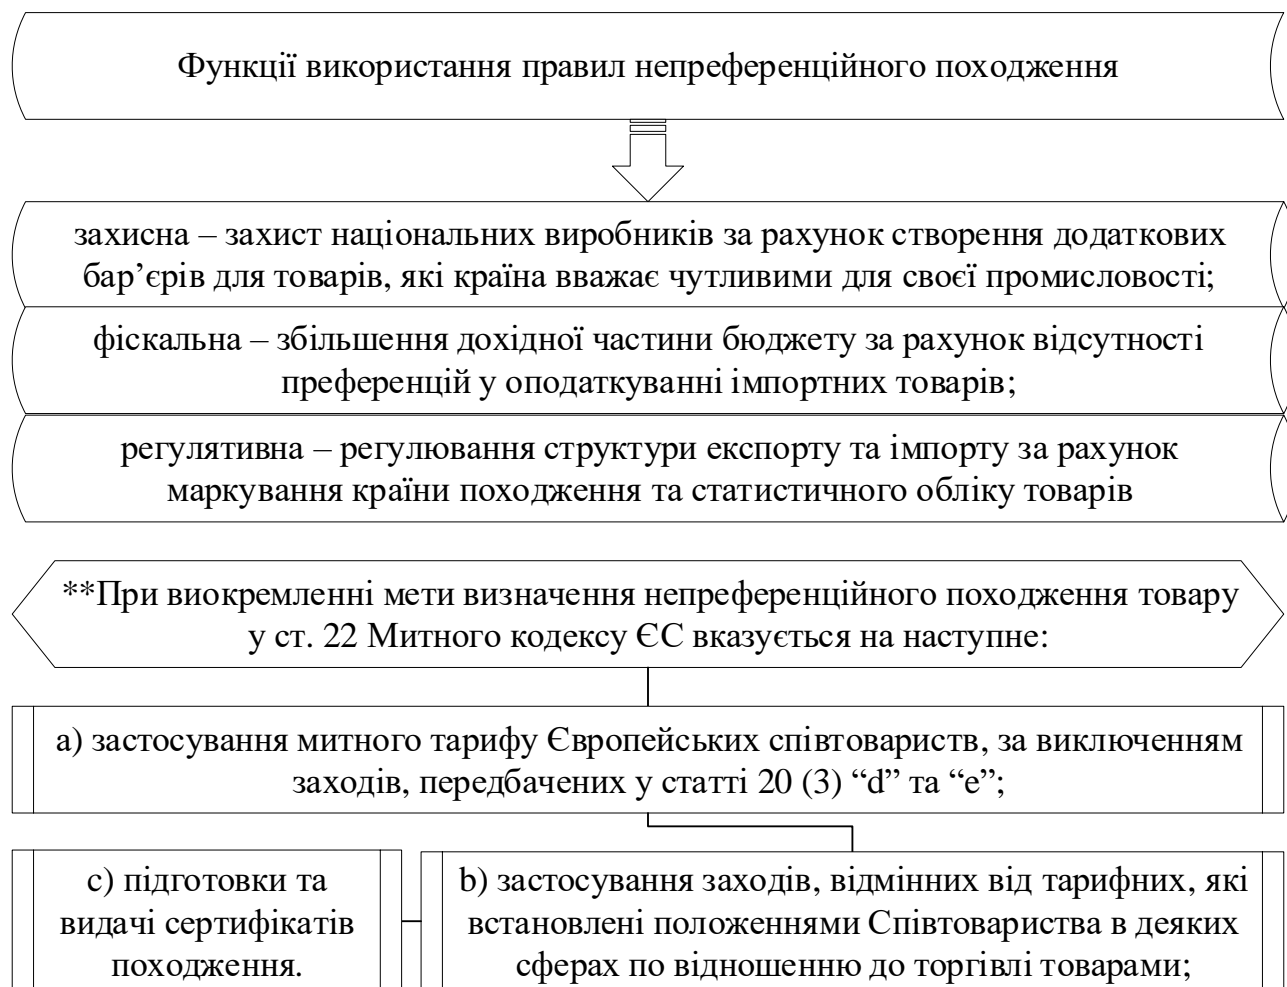 Функції використання правил непреференційного походження
захисна – захист національних виробників за рахунок створення додаткових
бар’єрів для товарів, які країна вважає чутливими для своєї промисловості;
фіскальна – збільшення дохідної частини бюджету за рахунок відсутності
преференцій у оподаткуванні імпортних товарів;
регулятивна – регулювання структури експорту та імпорту за рахунок
маркування країни походження та статистичного обліку товарів
**При виокремленні мети визначення непреференційного походження товару
у ст. 22 Митного кодексу ЄС вказується на наступне:
a) застосування митного тарифу Європейських співтовариств, за виключенням
заходів, передбачених у статті 20 (3) “d” та “e”;
b) застосування заходів, відмінних від тарифних, які
встановлені положеннями Співтовариства в деяких
сферах по відношенню до торгівлі товарами;
c) підготовки та
видачі сертифікатів
походження.